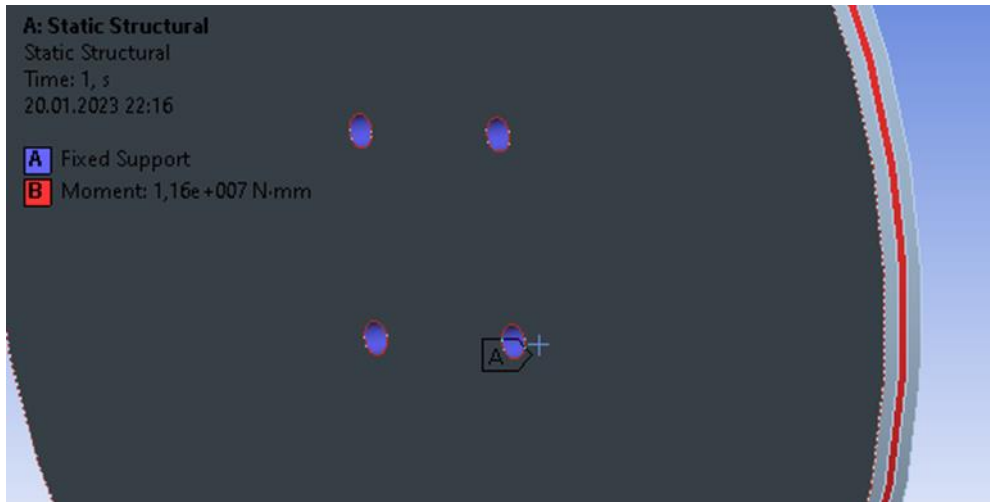 A: Static Structural
Static Structural
Time: 1, s
20.01.2023 22:16
A Fixed Support
B Moment: 1,16e+007 N·mm
A